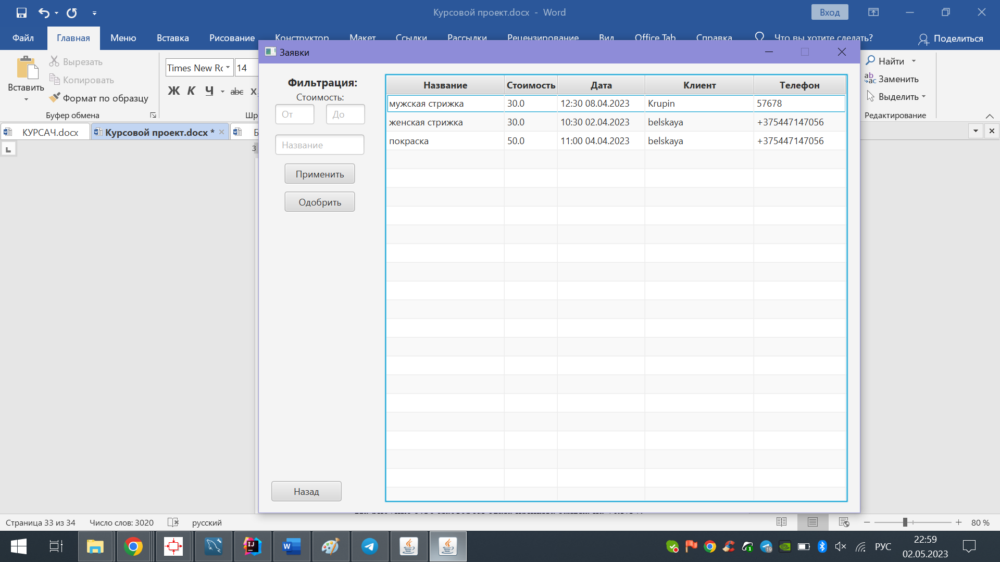 Курсовой проект.docx - Word
Вход
Файл Главная Меню Вставка Рисование Конструктор Макет Ссылки Рассылки Рецензирование Вид Office Tab Справка Что вы хотите сделать? Поделиться
Вставить
Вырезать
Копировать
Формат по образцу
Буфер обмена
Times New Rc 14
Ж К Ч abc X
Шр
Найти
Заменить
Выделить
Редактирование
КУРСАЧ.docx Курсовой проект.docx * Б
3
Заявки
Фильтрация:
Стоимость:
От До
Название
Применить
Одобрить
Назад
Название Стоимость Дата Клиент Телефон
мужская стрижка 30.0 12:30 08.04.2023 Krupin 57678
женская стрижка 30.0 10:30 02.04.2023 belskaya +375447147056
покраска 50.0 11:00 04.04.2023 belskaya +375447147056
Страница 33 из 34 Число слов: 3020 русский 80 %
РУС
22:59
02.05.2023